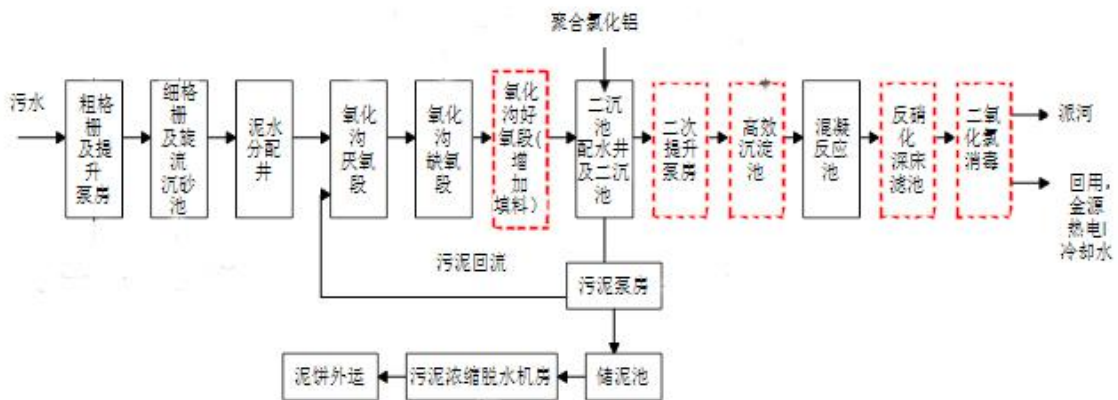 聚合氯化铝
污水
粗格
栅
及提
升
泵房
细格
栅
及旋
流
沉砂
池
泥水
分配
井
氧化
沟
厌氧
段
氧化
沟
缺氧
段
氧化
沟好
氧段(
增
加
填料)
二沉
池
配水井
及二沉
池
二次
提升
泵房
高效
沉淀
池
混凝
反应
池
反硝
化
深床
滤池
二氧
化氯
消毒
派河
回用,
金源
热电I
冷却水
污泥回流
污泥泵房
泥饼外运
污泥浓缩脱水机房
储泥池